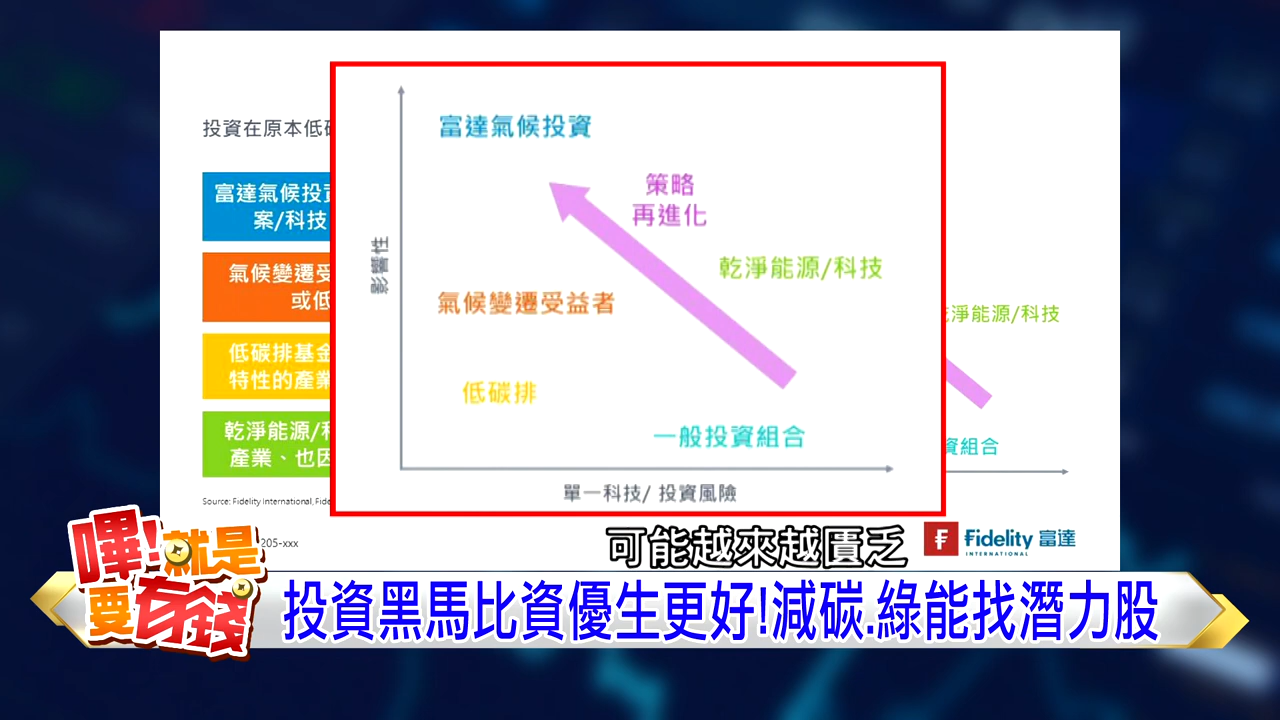 投資在原本低
富達氣候投
案/科技
氣候變遷受
或低
低碳排基金
特性的產業
乾淨能源/
產業、也因
Source: Fidelity International, Fide
205-xxx
富達氣候投資
策略
再進化
乾淨能源/科技
影響性
氣候變遷受益者
低碳排
一般投資組合
單一科技/ 投資風險
淨能源/科技
資組合
可能越來越匱乏
Fidelity 富達
INTERNATIONAL
嗶!就是
要有錢
投資黑馬比資優生更好!減碳.綠能找潛力股